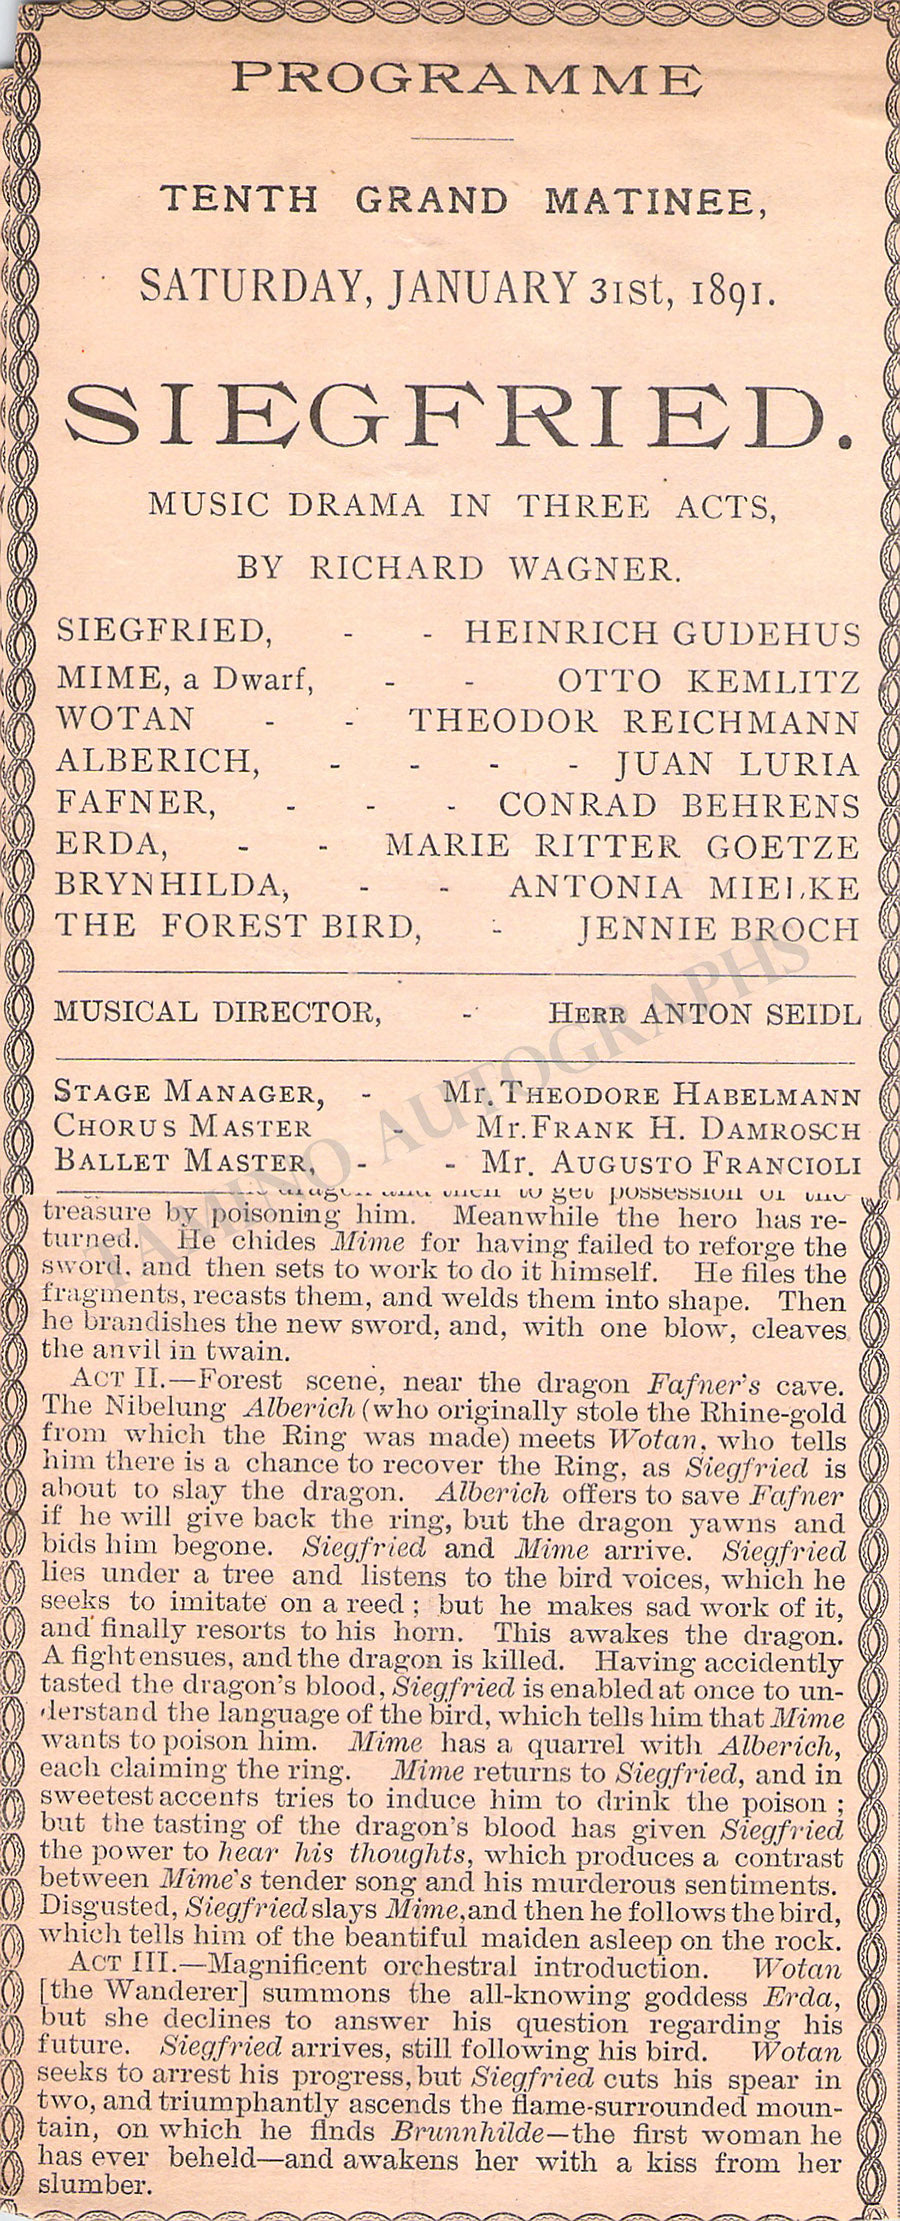 PROGRAMME
TENTH GRAND MATINEE,
SATURDAY, JANUARY 31st, 1891.
SIEGFRIED.
MUSIC DRAMA IN THREE ACTS,
BY RICHARD WAGNER.
SIEGFRIED, - - HEINRICH GUDEHUS
MIME, a Dwarf, - - OTTO KEMLITZ
WOTAN - - THEODOR REICHMANN
ALBERICH, - - - - JUAN LURIA
FAFNER, - - - CONRAD BEHRENS
ERDA, - - MARIE RITTER GOETZE
BRYNHILDA, - - ANTONIA MIELKE
THE FOREST BIRD, - JENNIE BROCH
MUSICAL DIRECTOR, - HERR ANTON SEIDL
STAGE MANAGER, - Mr. THEODORE HABELMANN
CHORUS MASTER - Mr. FRANK H. DAMROSCH
BALLET MASTER, - - Mr. AUGUSTO FRANCIOLI
TAMINO AUTOGRAPHS
dragon and then to get possession of the
treasure by poisoning him. Meanwhile the hero has re-
turned. He chides Mime for having failed to reforge the
sword, and then sets to work to do it himself. He files the
fragments, recasts them, and welds them into shape. Then
he brandishes the new sword, and, with one blow, cleaves
the anvil in twain.
ACT II.—Forest scene, near the dragon Fafner's cave.
The Nibelung Alberich (who originally stole the Rhine-gold
from which the Ring was made) meets Wotan, who tells
him there is a chance to recover the Ring, as Siegfried is
about to slay the dragon. Alberich offers to save Fafner
if he will give back the ring, but the dragon yawns and
bids him begone. Siegfried and Mime arrive. Siegfried
lies under a tree and listens to the bird voices, which he
seeks to imitate on a reed; but he makes sad work of it,
and finally resorts to his horn. This awakes the dragon.
A fight ensues, and the dragon is killed. Having accidently
tasted the dragon's blood, Siegfried is enabled at once to un-
derstand the language of the bird, which tells him that Mime
wants to poison him. Mime has a quarrel with Alberich,
each claiming the ring. Mime returns to Siegfried, and in
sweetest accents tries to induce him to drink the poison;
but the tasting of the dragon's blood has given Siegfried
the power to hear his thoughts, which produces a contrast
between Mime's tender song and his murderous sentiments.
Disgusted, Siegfried slays Mime, and then he follows the bird,
which tells him of the beautiful maiden asleep on the rock.
ACT III.—Magnificent orchestral introduction. Wotan
[the Wanderer] summons the all-knowing goddess Erda,
but she declines to answer his question regarding his
future. Siegfried arrives, still following his bird. Wotan
seeks to arrest his progress, but Siegfried cuts his spear in
two, and triumphantly ascends the flame-surrounded moun-
tain, on which he finds Brunnhilde—the first woman he
has ever beheld—and awakens her with a kiss from her
slumber.